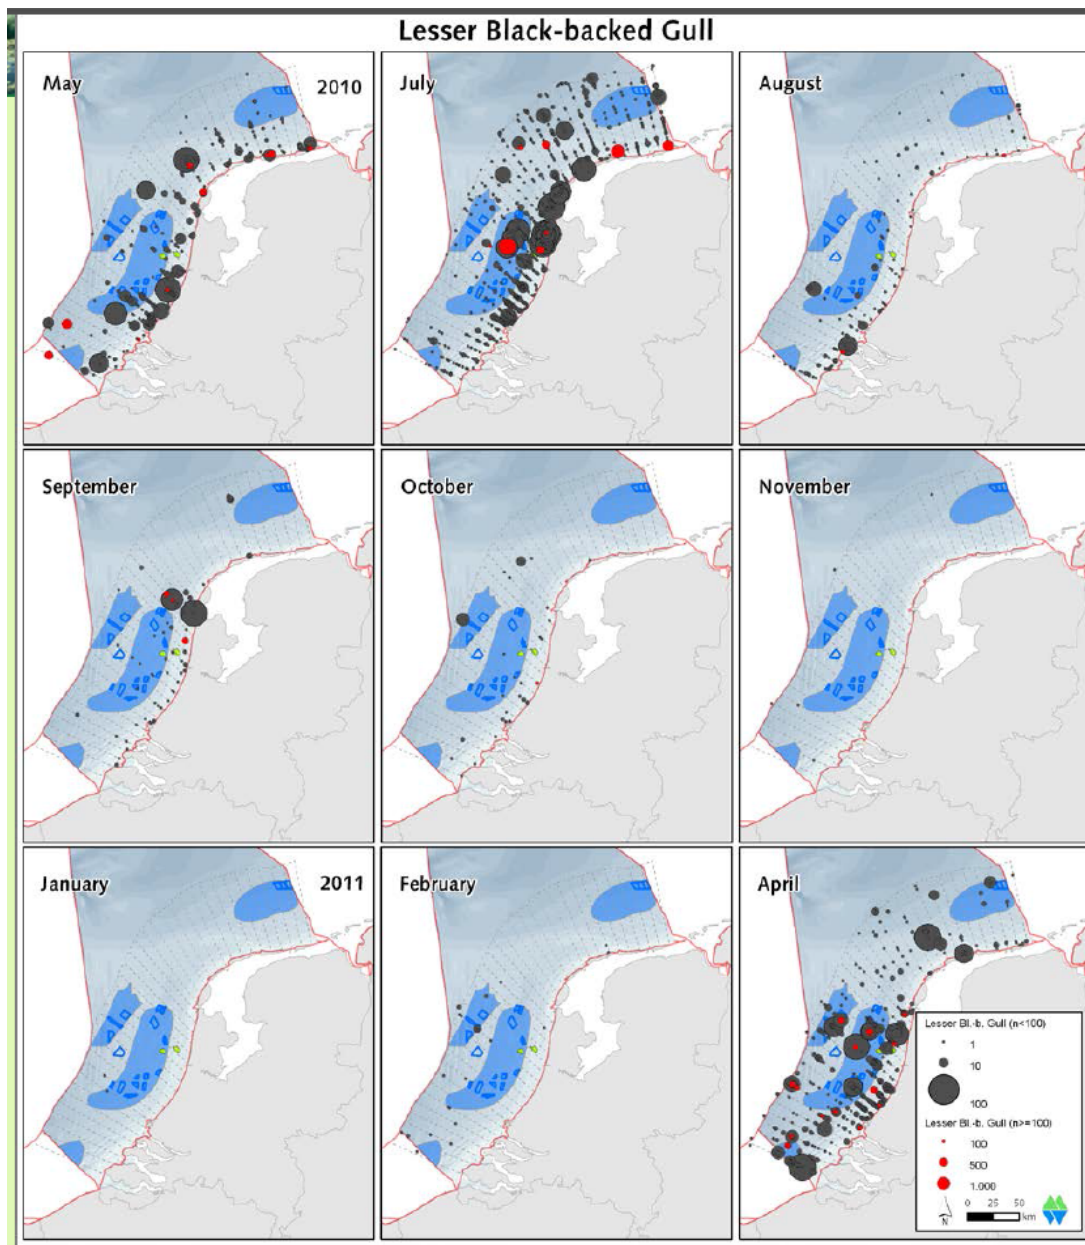 Lesser Black-backed Gull
May
2010
July
August
September
October
November
January
2011
February
April
Lesser Bl.-b. Gull (n<100)
1
10
100
Lesser Bl.-b. Gull (n>=100)
100
500
1.000
0 25 50
km
N